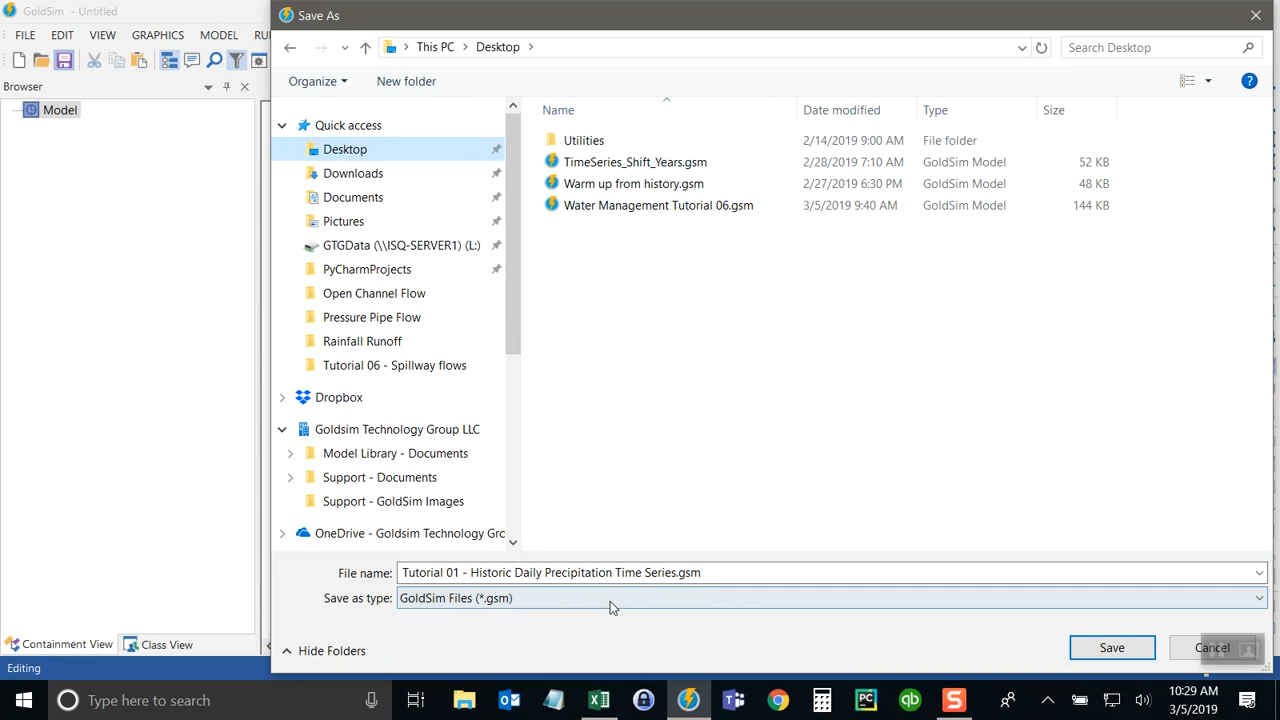 GoldSim - Untitled
Save As
FILE EDIT VIEW GRAPHICS MODEL RU
This PC > Desktop >
Search Desktop
Organize New folder
Browser
Model
Name Date modified Type Size
Quick access
Desktop
Downloads
Documents
Pictures
GTGData (\\ISQ-SERVER1) (L:)
PyCharmProjects
Open Channel Flow
Pressure Pipe Flow
Rainfall Runoff
Tutorial 06 - Spillway flows
Dropbox
Goldsim Technology Group LLC
Model Library - Documents
Support - Documents
Support - GoldSim Images
OneDrive - Goldsim Technology Gro
Utilities 2/14/2019 9:00 AM File folder
TimeSeries_Shift_Years.gsm 2/28/2019 7:10 AM GoldSim Model 52 KB
Warm up from history.gsm 2/27/2019 6:30 PM GoldSim Model 48 KB
Water Management Tutorial 06.gsm 3/5/2019 9:40 AM GoldSim Model 144 KB
File name: Tutorial 01 - Historic Daily Precipitation Time Series.gsm
Save as type: GoldSim Files (*.gsm)
Hide Folders
Save Cancel
Containment View Class View
Editing
Type here to search
10:29 AM
3/5/2019